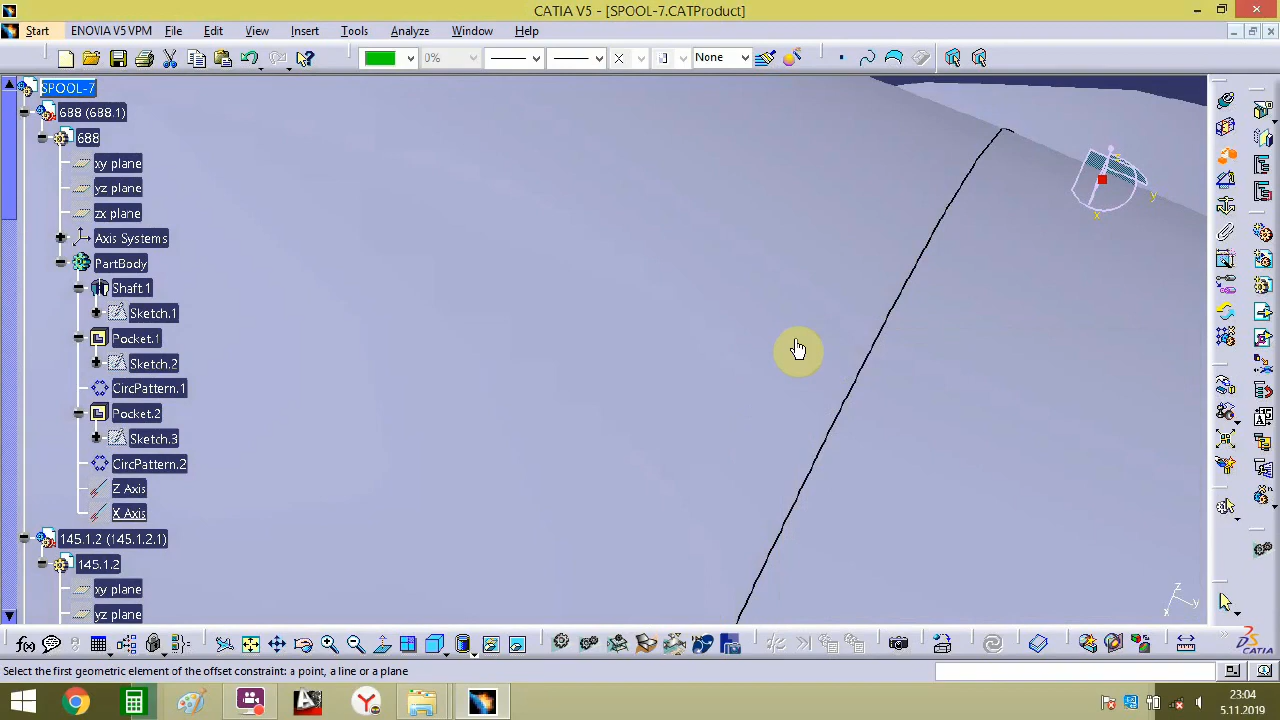 CATIA V5 - [SPOOL-7.CATProduct]
Start ENOVIA V5 VPM File Edit View Insert Tools Analyze Window Help
0% None
SPOOL-7
688 (688.1)
688
xy plane
yz plane
zx plane
Axis Systems
PartBody
Shaft.1
Sketch.1
Pocket.1
Sketch.2
CircPattern.1
Pocket.2
Sketch.3
CircPattern.2
Z Axis
X Axis
145.1.2 (145.1.2.1)
145.1.2
xy plane
yz plane
z
y
x
z
y
x
Select the first geometric element of the offset constraint: a point, a line or a plane
23:04
5.11.2019